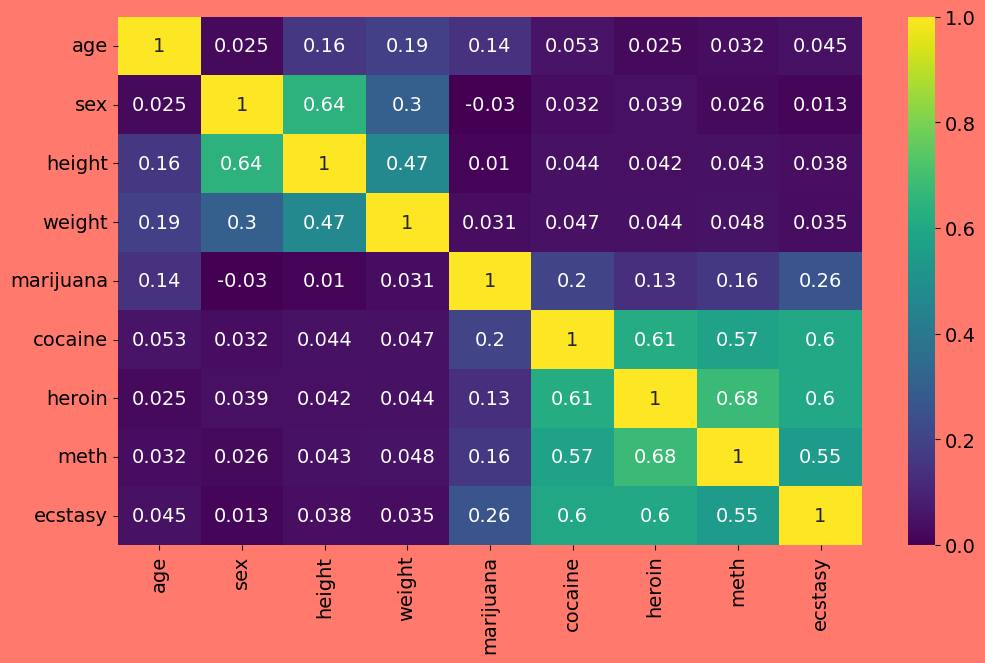 age 1 0.025 0.16 0.19 0.14 0.053 0.025 0.032 0.045
sex 0.025 1 0.64 0.3 -0.03 0.032 0.039 0.026 0.013
height 0.16 0.64 1 0.47 0.01 0.044 0.042 0.043 0.038
weight 0.19 0.3 0.47 1 0.031 0.047 0.044 0.048 0.035
marijuana 0.14 -0.03 0.01 0.031 1 0.2 0.13 0.16 0.26
cocaine 0.053 0.032 0.044 0.047 0.2 1 0.61 0.57 0.6
heroin 0.025 0.039 0.042 0.044 0.13 0.61 1 0.68 0.6
meth 0.032 0.026 0.043 0.048 0.16 0.57 0.68 1 0.55
ecstasy 0.045 0.013 0.038 0.035 0.26 0.6 0.6 0.55 1
age
sex
height
weight
marijuana
cocaine
heroin
meth
ecstasy
1.0
0.8
0.6
0.4
0.2
0.0